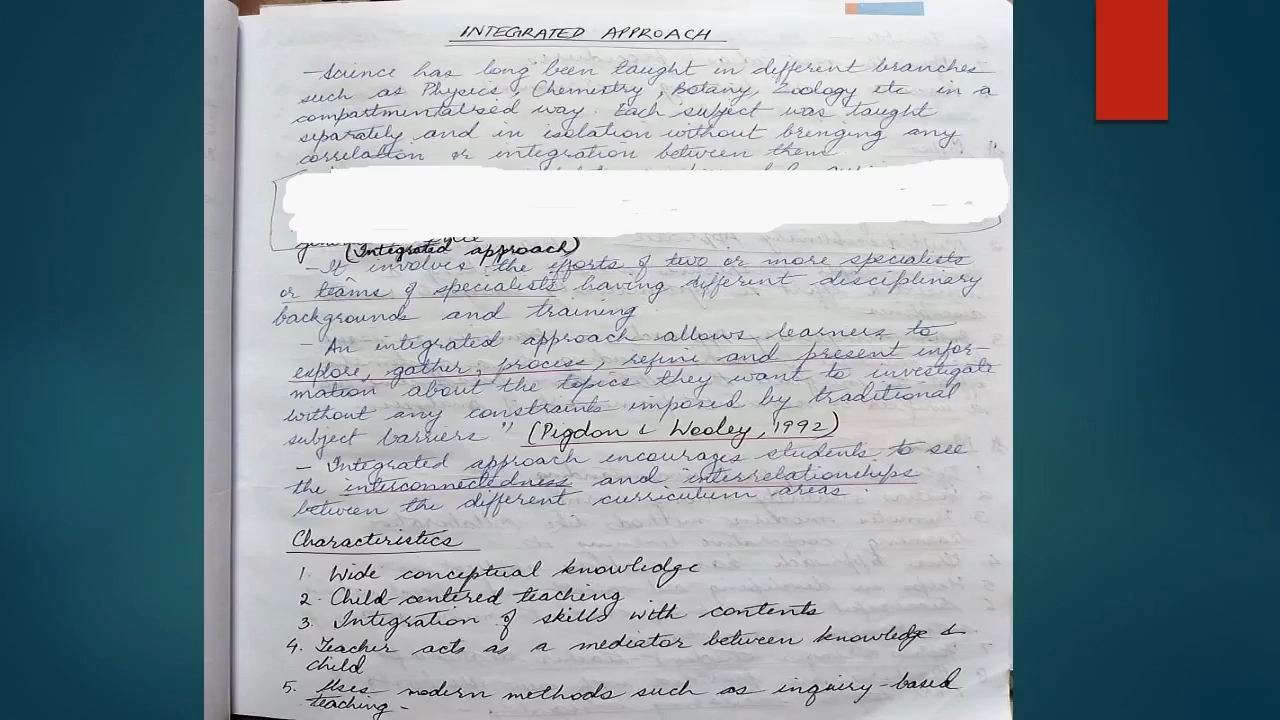 INTEGRATED APPROACH
- Science has long been taught in different branches
such as Physics, Chemistry, Botany, Zoology etc in a
compartmentalised way. Each subject was taught
separately and in isolation without bringing any
correlation or integration between them
(Integrated approach)
- It involves the efforts of two or more specialists
or teams of specialists having different disciplinary
background and training
- An integrated approach allows learners to
explore, gather, process, refine and present infor-
mation about the topics they want to investigate
without any constraints imposed by traditional
subject barriers" (Pigdon & Wooley, 1992)
- Integrated approach encourages students to see
the interconnectedness and interrelationships
between the different curriculum areas.
Characteristics
1. Wide conceptual knowledge
2. Child-centered teaching
3. Integration of skills with contents
4. Teacher acts as a mediator between knowledge &
child
5. Uses modern methods such as inquiry-based
teaching -